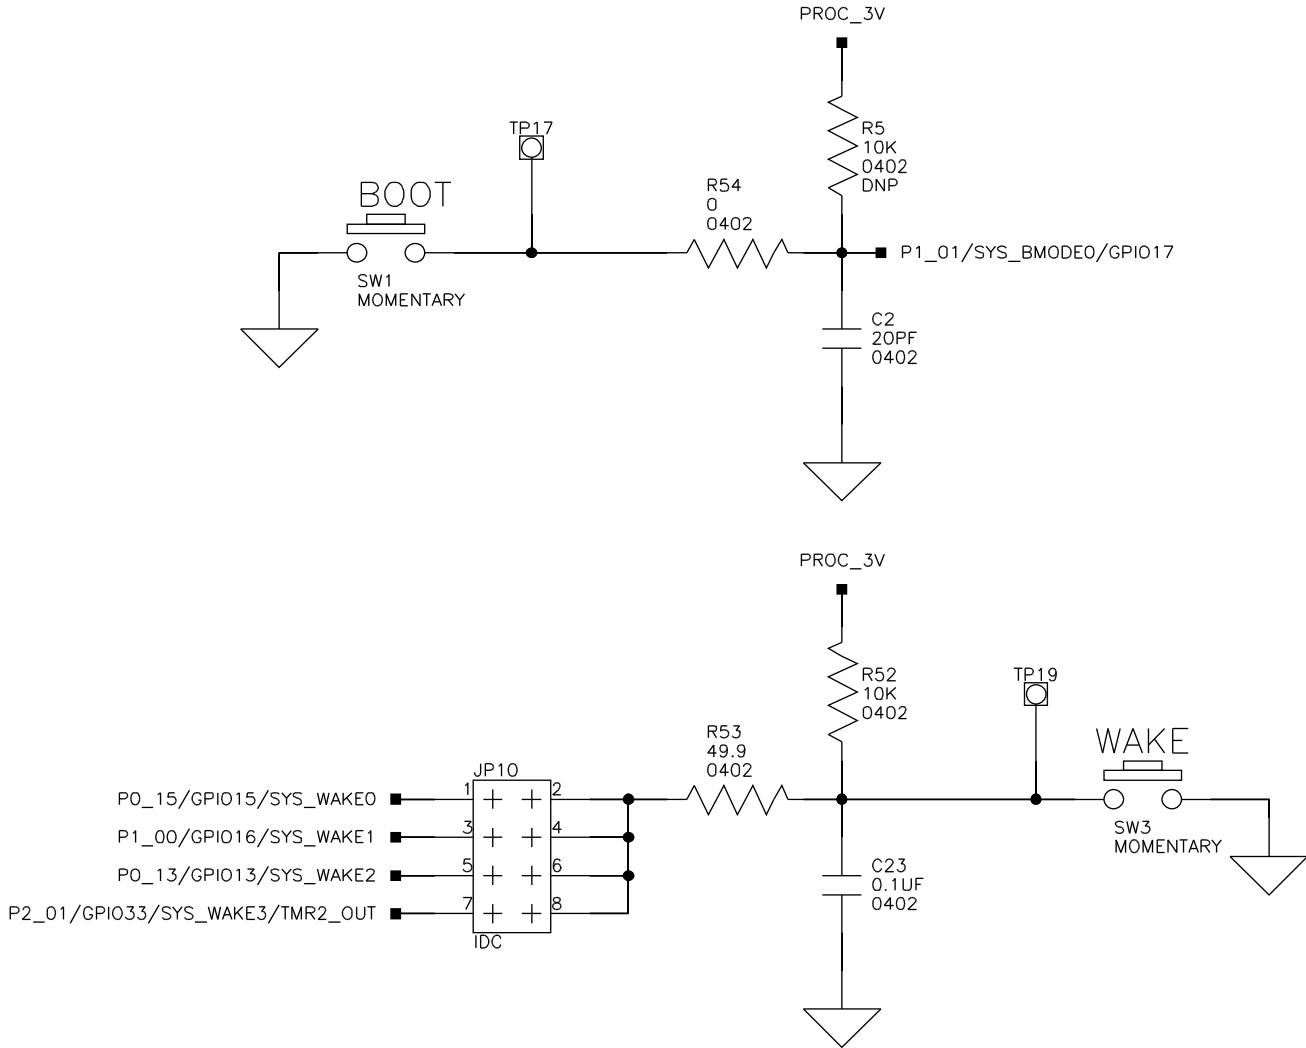 PROC_3V
R5
10K
0402
DNP
TP17
BOOT
SW1
MOMENTARY
R54
0
0402
P1_01/SYS_BMODE0/GPIO17
C2
20PF
0402
PROC_3V
R52
10K
0402
TP19
WAKE
SW3
MOMENTARY
R53
49.9
0402
JP10
P0_15/GPIO15/SYS_WAKE0 1 2
P1_00/GPIO16/SYS_WAKE1 3 4
P0_13/GPIO13/SYS_WAKE2 5 6
P2_01/GPIO33/SYS_WAKE3/TMR2_OUT 7 8
IDC
C23
0.1UF
0402